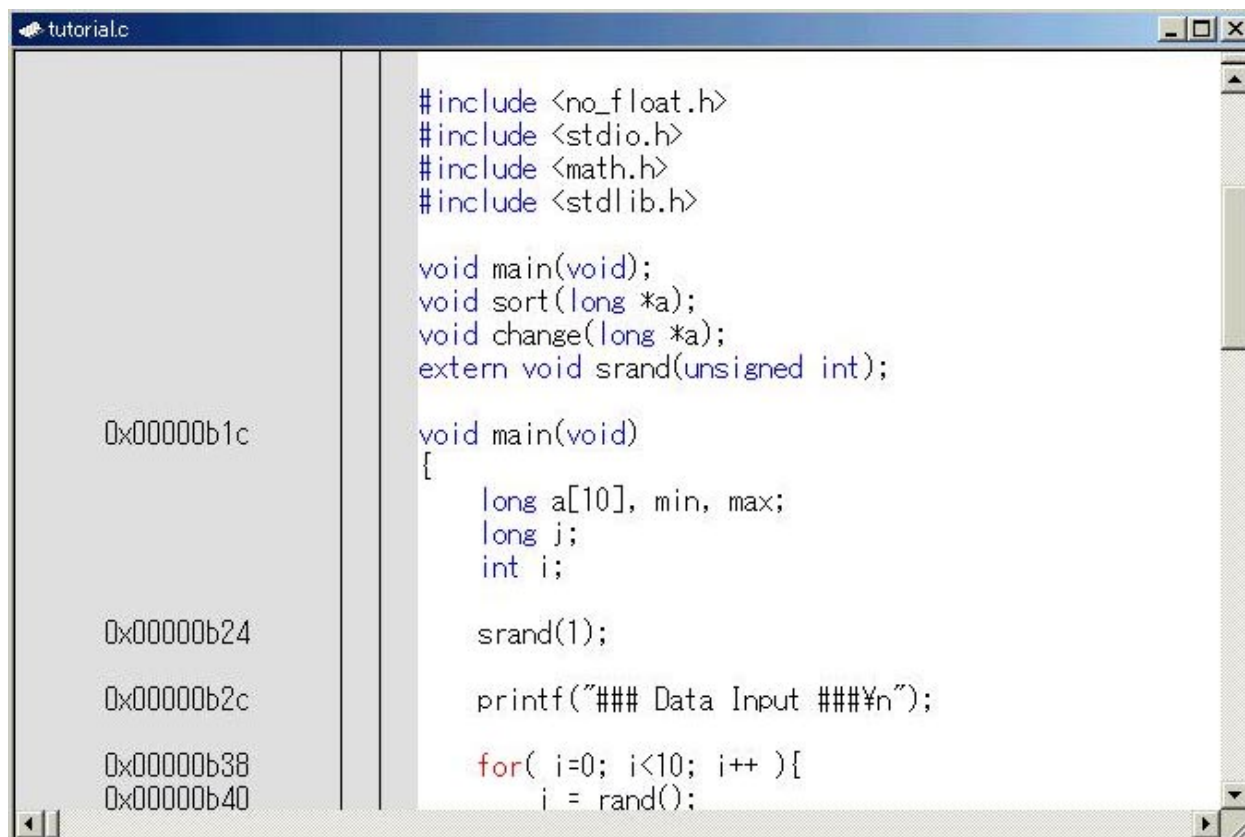 tutorial.c
#include <no_float.h>
#include <stdio.h>
#include <math.h>
#include <stdlib.h>
void main(void);
void sort(long *a);
void change(long *a);
extern void srand(unsigned int);
0x00000b1c void main(void)
{
long a[10], min, max;
long j;
int i;
0x00000b24 srand(1);
0x00000b2c printf("### Data Input ###¥n");
0x00000b38 for( i=0; i<10; i++ ){
0x00000b40 j = rand();